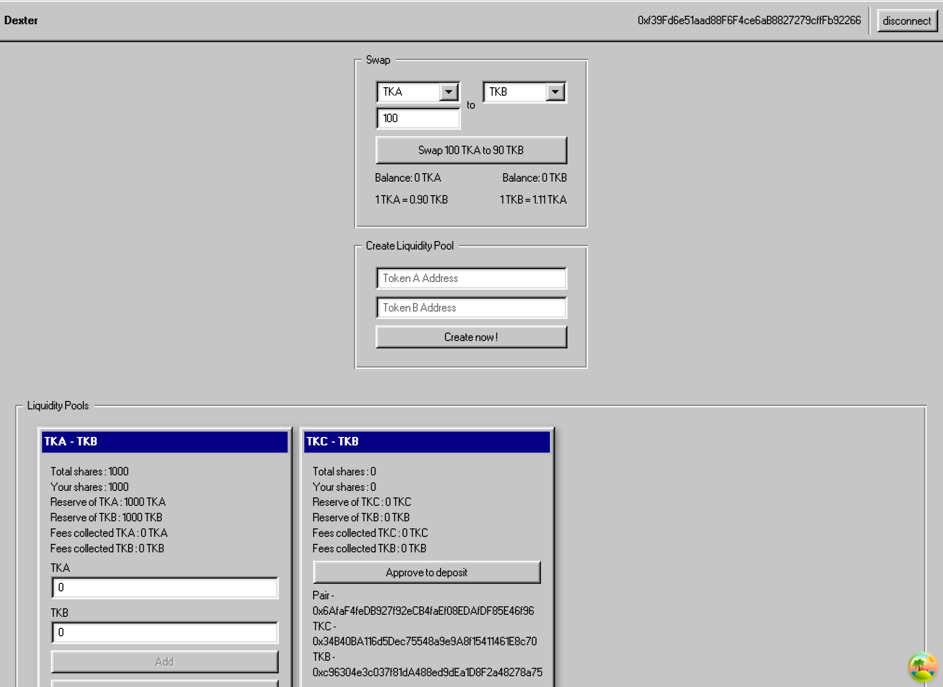 Dexter
0xf39Fd6e51aad88F6F4ce6aB8827279cffFb92266
disconnect
Swap
TKA
to
TKB
100
Swap 100 TKA to 90 TKB
Balance: 0 TKA
Balance: 0 TKB
1 TKA = 0.90 TKB
1 TKB = 1.11 TKA
Create Liquidity Pool
Token A Address
Token B Address
Create now !
Liquidity Pools
TKA - TKB
Total shares : 1000
Your shares : 1000
Reserve of TKA : 1000 TKA
Reserve of TKB : 1000 TKB
Fees collected TKA : 0 TKA
Fees collected TKB : 0 TKB
TKA
0
TKB
0
Add
TKC - TKB
Total shares : 0
Your shares : 0
Reserve of TKC : 0 TKC
Reserve of TKB : 0 TKB
Fees collected TKC : 0 TKC
Fees collected TKB : 0 TKB
Approve to deposit
Pair -
0x6AfaF4feDB927f92eCB4faEf08EDAfDF85E46f96
TKC -
0x34B40BA116d5Dec75548a9e9A8f15411461E8c70
TKB -
0xc96304e3c037f81dA488ed9dEa1D8F2a48278a75